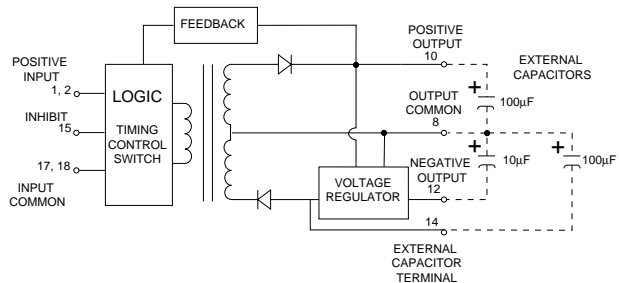 FEEDBACK
POSITIVE
OUTPUT
10
EXTERNAL
CAPACITORS
POSITIVE
INPUT
1, 2
LOGIC
+
100µF
INHIBIT
15
TIMING
CONTROL
SWITCH
OUTPUT
COMMON
8
17, 18
INPUT
COMMON
VOLTAGE
REGULATOR
NEGATIVE
OUTPUT
12
+
10µF
+
100µF
14
EXTERNAL
CAPACITOR
TERMINAL